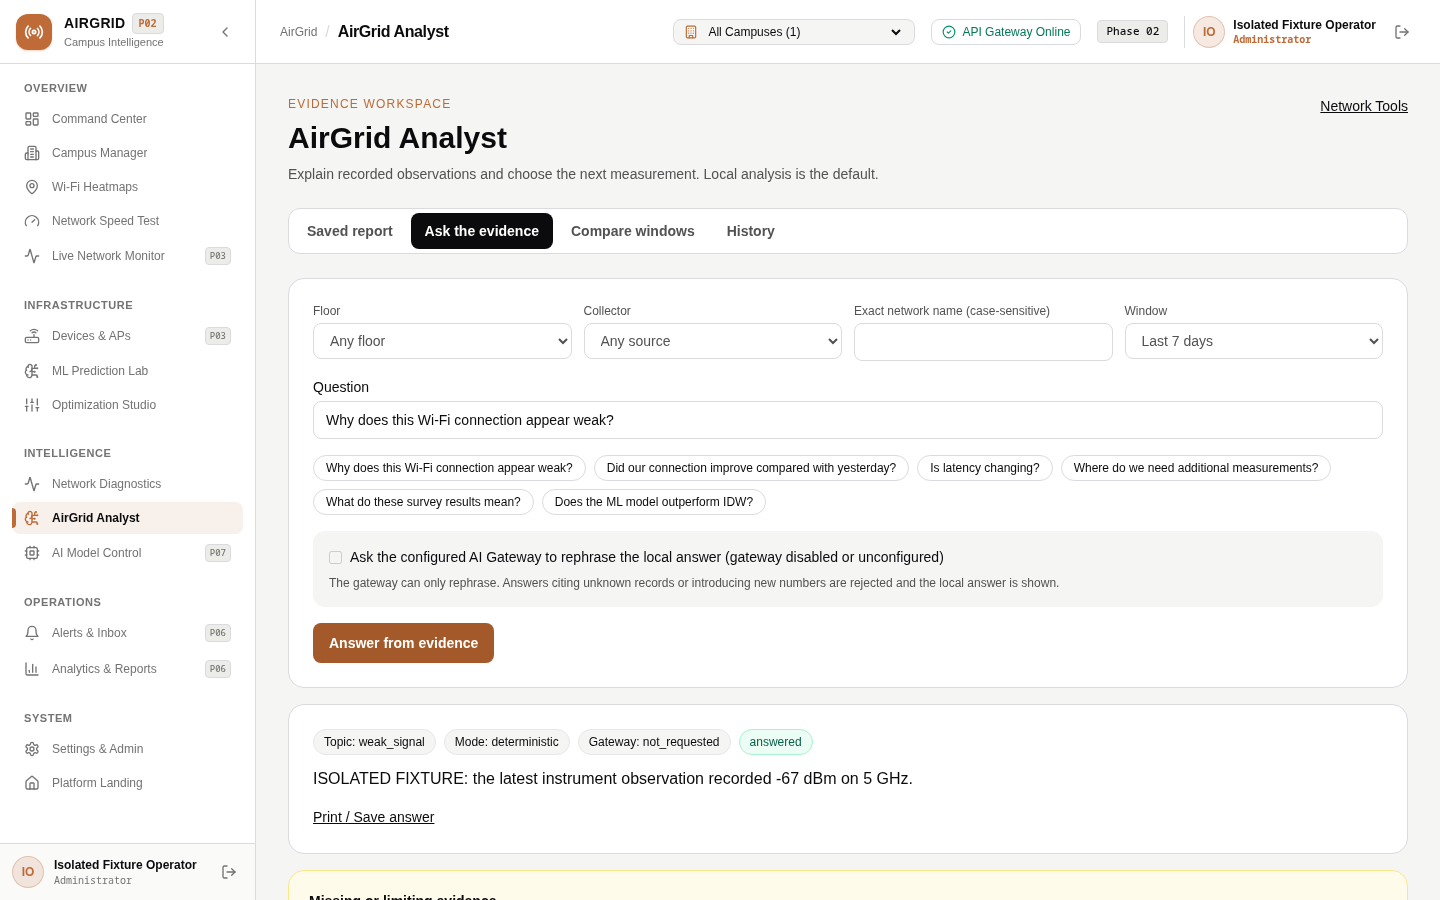 AIRGRID P02
Campus Intelligence
AirGrid / AirGrid Analyst
All Campuses (1)
API Gateway Online
Phase 02
IO
Isolated Fixture Operator
Administrator
OVERVIEW
Command Center
Campus Manager
Wi-Fi Heatmaps
Network Speed Test
Live Network Monitor P03
INFRASTRUCTURE
Devices & APs P03
ML Prediction Lab
Optimization Studio
INTELLIGENCE
Network Diagnostics
AirGrid Analyst
AI Model Control P07
OPERATIONS
Alerts & Inbox P06
Analytics & Reports P06
SYSTEM
Settings & Admin
Platform Landing
IO
Isolated Fixture Operator
Administrator
EVIDENCE WORKSPACE
Network Tools
AirGrid Analyst
Explain recorded observations and choose the next measurement. Local analysis is the default.
Saved report Ask the evidence Compare windows History
Floor Collector Exact network name (case-sensitive) Window
Any floor Any source Last 7 days
Question
Why does this Wi-Fi connection appear weak?
Why does this Wi-Fi connection appear weak? Did our connection improve compared with yesterday? Is latency changing? Where do we need additional measurements?
What do these survey results mean? Does the ML model outperform IDW?
Ask the configured AI Gateway to rephrase the local answer (gateway disabled or unconfigured)
The gateway can only rephrase. Answers citing unknown records or introducing new numbers are rejected and the local answer is shown.
Answer from evidence
Topic: weak_signal Mode: deterministic Gateway: not_requested answered
ISOLATED FIXTURE: the latest instrument observation recorded -67 dBm on 5 GHz.
Print / Save answer
Missing or limiting evidence